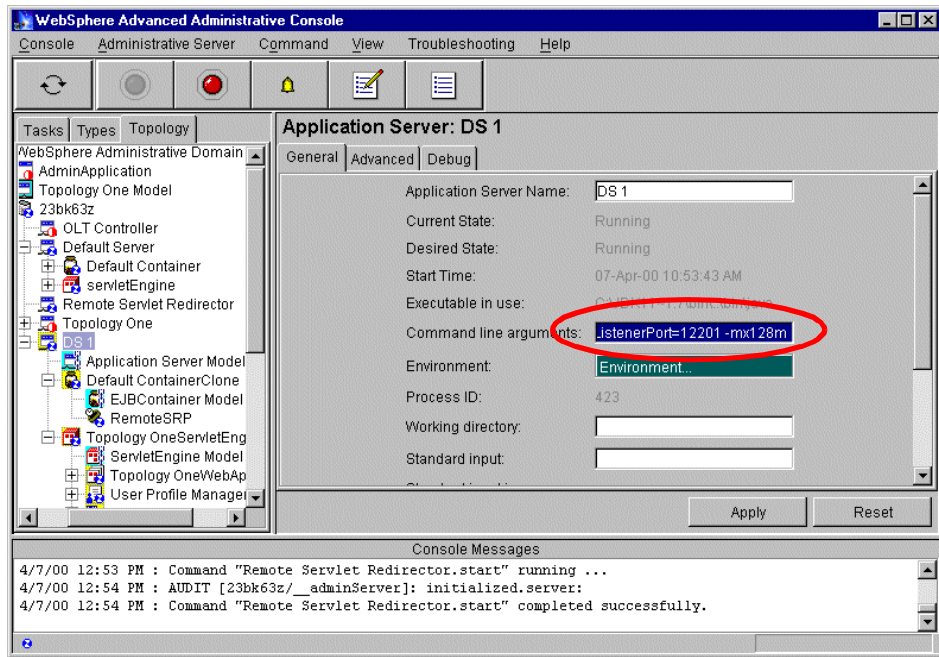 WebSphere Advanced Administrative Console
Console Administrative Server Command View Troubleshooting Help
Tasks Types Topology
WebSphere Administrative Domain
AdminApplication
Topology One Model
23bk63z
OLT Controller
Default Server
Default Container
servletEngine
Remote Servlet Redirector
Topology One
DS 1
Application Server Model
Default ContainerClone
EJBContainer Model
RemoteSRP
Topology OneServletEng
ServletEngine Model
Topology OneWebAp
User Profile Manager
Application Server: DS 1
General Advanced Debug
Application Server Name: DS 1
Current State: Running
Desired State: Running
Start Time: 07-Apr-00 10:53:43 AM
Executable in use:
Command line arguments: ListenerPort=12201 -mx128m
Environment: Environment...
Process ID: 423
Working directory:
Standard input:
Apply Reset
Console Messages
4/7/00 12:53 PM : Command "Remote Servlet Redirector.start" running ...
4/7/00 12:54 PM : AUDIT [23bk63z/__adminServer]: initialized.server:
4/7/00 12:54 PM : Command "Remote Servlet Redirector.start" completed successfully.